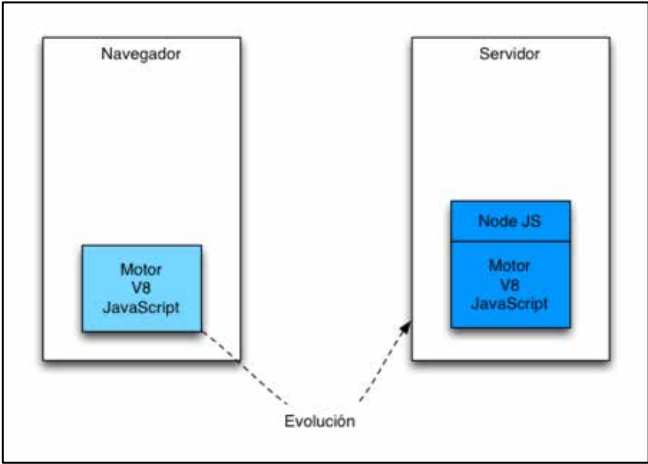 Navegador
Servidor
Node JS
Motor
V8
JavaScript
Motor
V8
JavaScript
Evolución